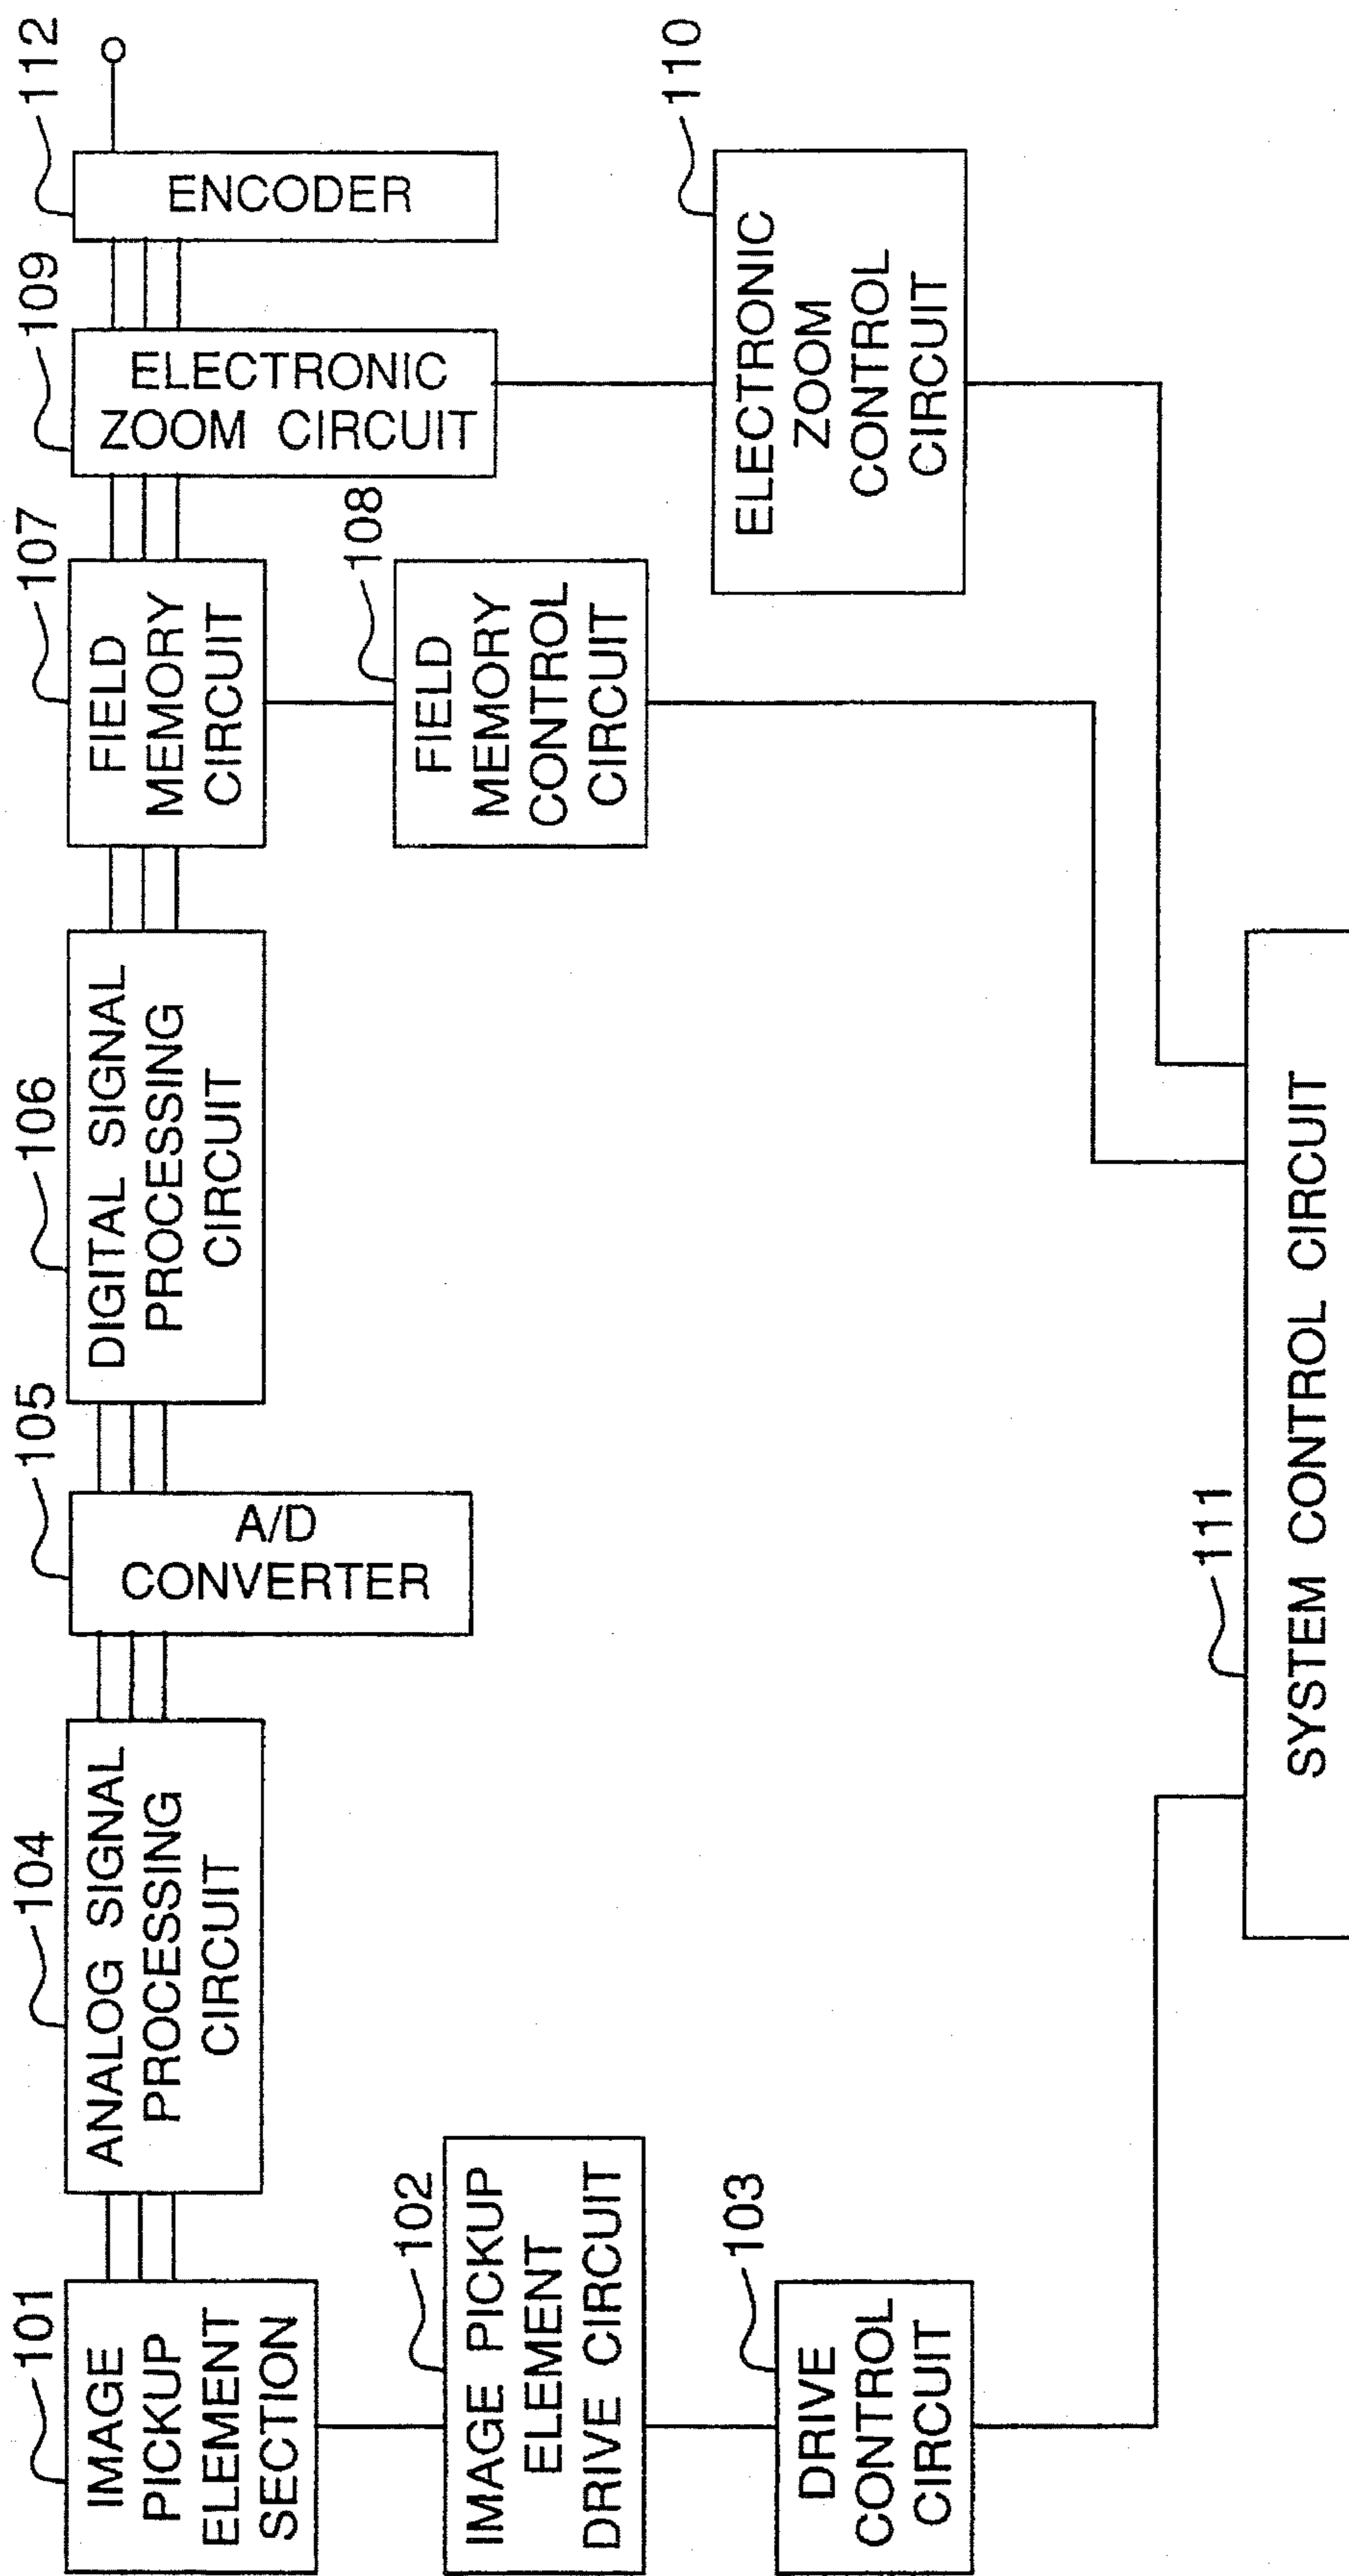 101
IMAGE
PICKUP
ELEMENT
SECTION
104
ANALOG SIGNAL
PROCESSING
CIRCUIT
105
A/D
CONVERTER
106
DIGITAL SIGNAL
PROCESSING
CIRCUIT
107
FIELD
MEMORY
CIRCUIT
109
ELECTRONIC
ZOOM CIRCUIT
112
ENCODER
102
IMAGE PICKUP
ELEMENT
DRIVE CIRCUIT
108
FIELD
MEMORY
CONTROL
CIRCUIT
103
DRIVE
CONTROL
CIRCUIT
110
ELECTRONIC
ZOOM
CONTROL
CIRCUIT
111
SYSTEM CONTROL CIRCUIT